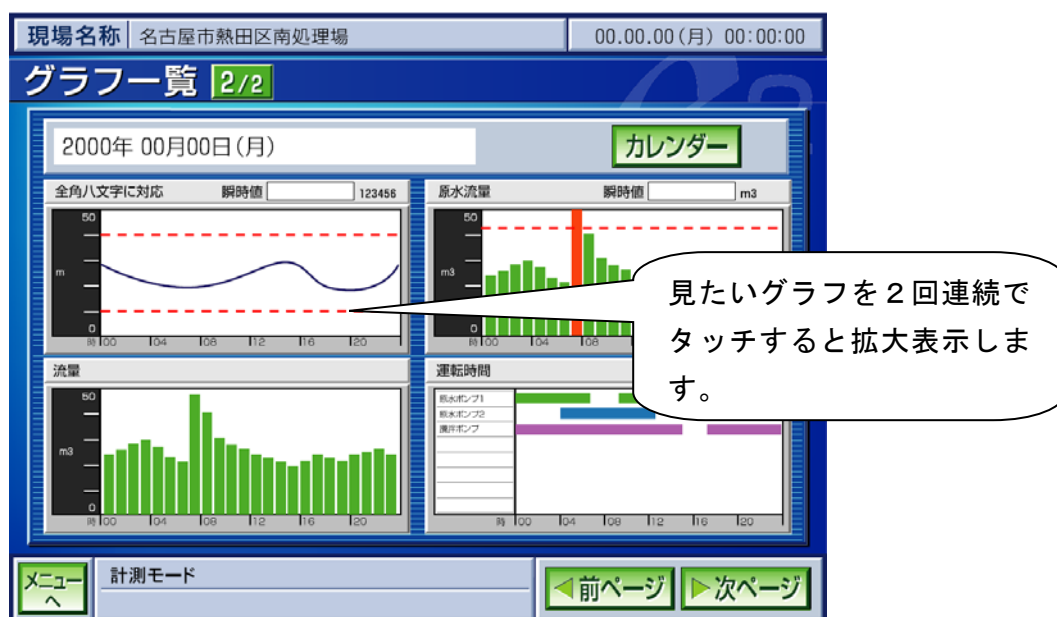 現場名称 名古屋市熱田区南処理場 00.00.00(月) 00:00:00
グラフ一覧 2/2
2000年 00月00日(月) カレンダー
全角八文字に対応 瞬時値 123456
50
m
0
時 00 04 08 12 16 20
原水流量 瞬時値 m3
50
m3
0
時 00 04 08
見たいグラフを2回連続で
タッチすると拡大表示しま
す。
流量
50
m3
0
時 00 04 08 12 16 20
運転時間
原水ポンプ1
原水ポンプ2
時 00 04 08 12 16 20
メニュー
へ
計測モード
前ページ 次ページ